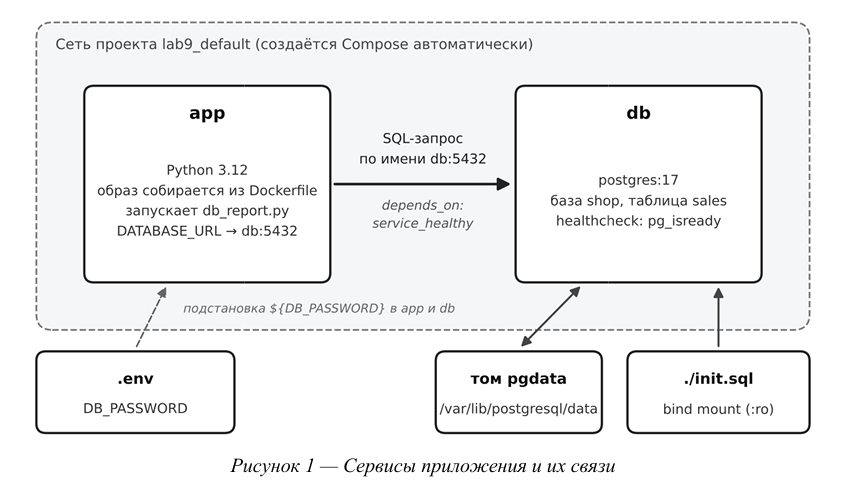 Сеть проекта lab9_default (создаётся Compose автоматически)
app
Python 3.12
образ собирается из Dockerfile
запускает db_report.py
DATABASE_URL → db:5432
SQL-запрос
по имени db:5432
depends_on:
service_healthy
db
postgres:17
база shop, таблица sales
healthcheck: pg_isready
подстановка ${DB_PASSWORD} в app и db
.env
DB_PASSWORD
том pgdata
/var/lib/postgresql/data
./init.sql
bind mount (:ro)
Рисунок 1 — Сервисы приложения и их связи